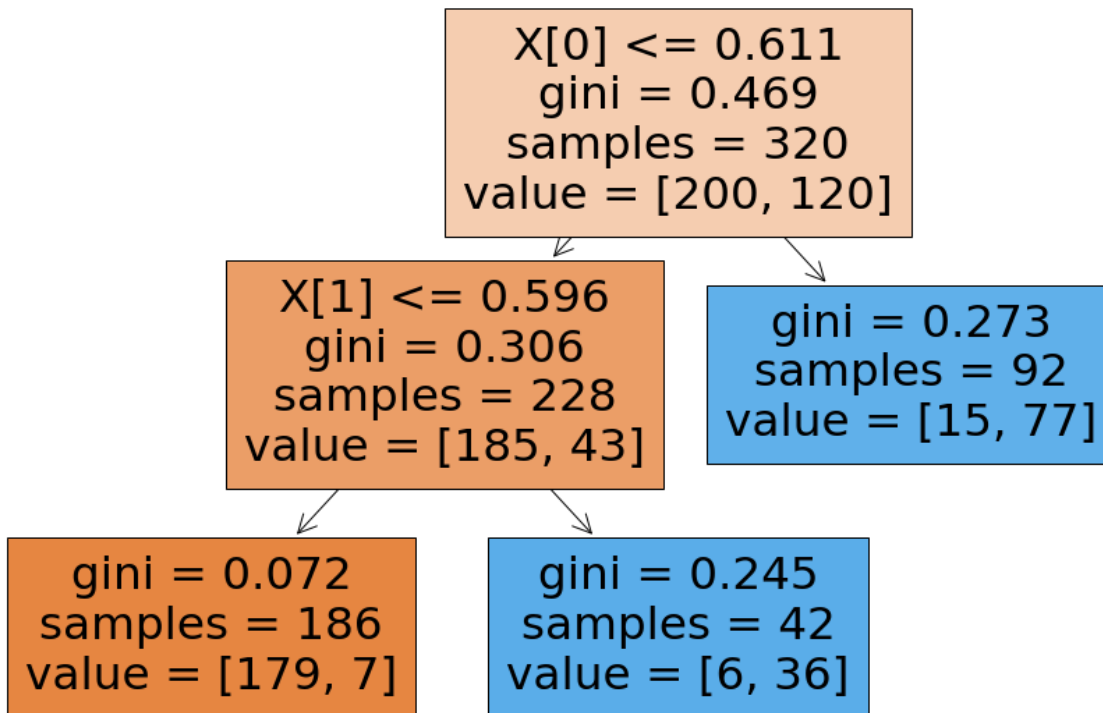 X[0] <= 0.611
gini = 0.469
samples = 320
value = [200, 120]
X[1] <= 0.596
gini = 0.306
samples = 228
value = [185, 43]
gini = 0.273
samples = 92
value = [15, 77]
gini = 0.072
samples = 186
value = [179, 7]
gini = 0.245
samples = 42
value = [6, 36]